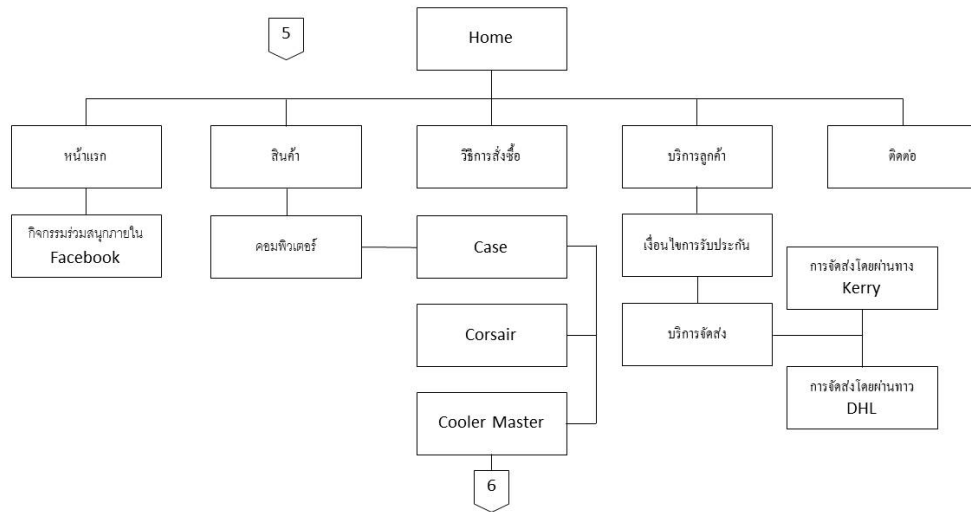 5
Home
หน้าแรก
สินค้า
วิธีการสั่งซื้อ
บริการลูกค้า
ติดต่อ
กิจกรรมร่วมสนุกภายใน
Facebook
คอมพิวเตอร์
Case
เงื่อนไขการรับประกัน
การจัดส่งโดยผ่านทาง
Kerry
Corsair
บริการจัดส่ง
การจัดส่งโดยผ่านทาว
DHL
Cooler Master
6